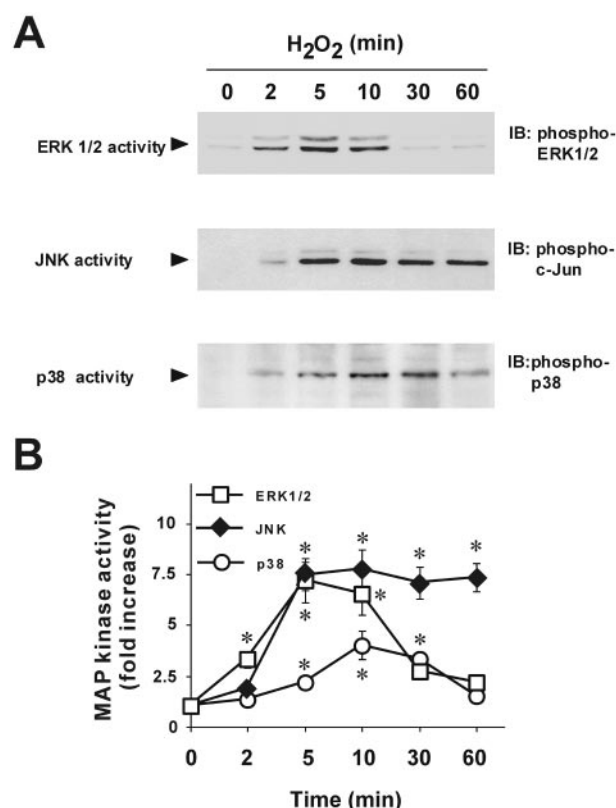 A
H2O2 (min)
0 2 5 10 30 60
ERK 1/2 activity
IB: phospho-
ERK1/2
JNK activity
IB: phospho-
c-Jun
p38 activity
IB:phospho-
p38
B
MAP kinase activity
(fold increase)
10
7.5
5
2.5
0
ERK1/2
JNK
p38
* * * *
* *
* * *
*
0 2 5 10 30 60
Time (min)